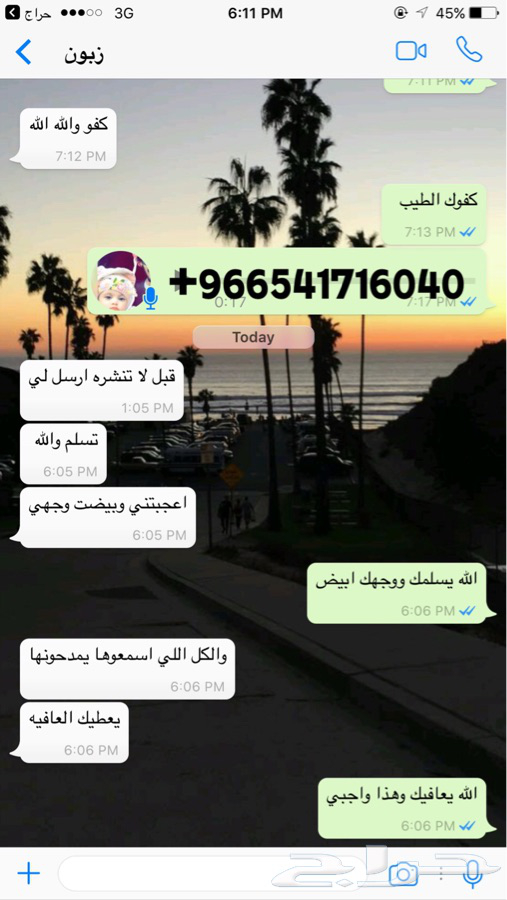 حراج 3G 6:11 PM 45%
زبون
7:11 PM
كفو والله الله
7:12 PM
كفوك الطيب
7:13 PM
+966541716040
0:17 7:17 PM
Today
قبل لا تنشره ارسل لي
1:05 PM
تسلم والله
6:05 PM
اعجبتني وبيضت وجهي
6:05 PM
الله يسلمك ووجهك ابيض
6:06 PM
والكل اللي اسمعوها يمدحونها
6:06 PM
يعطيك العافيه
6:06 PM
الله يعافيك وهذا واجبي
6:06 PM
حراج